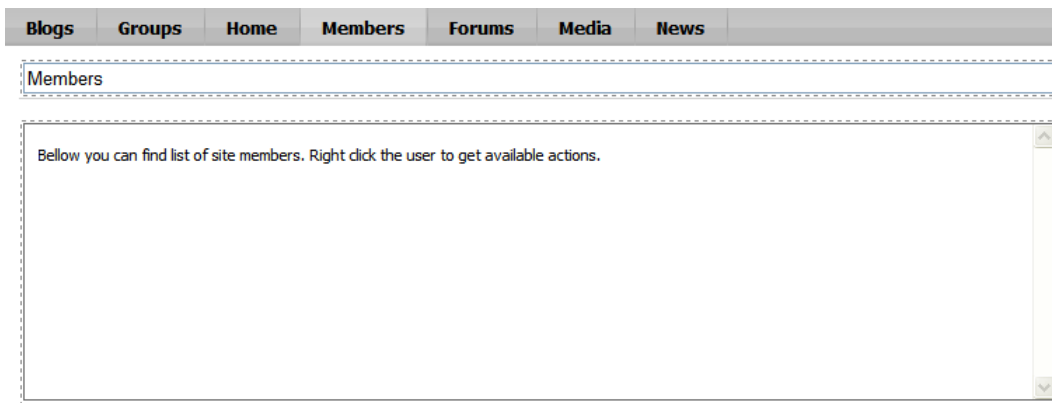 Blogs Groups Home Members Forums Media News
Members
Bellow you can find list of site members. Right click the user to get available actions.